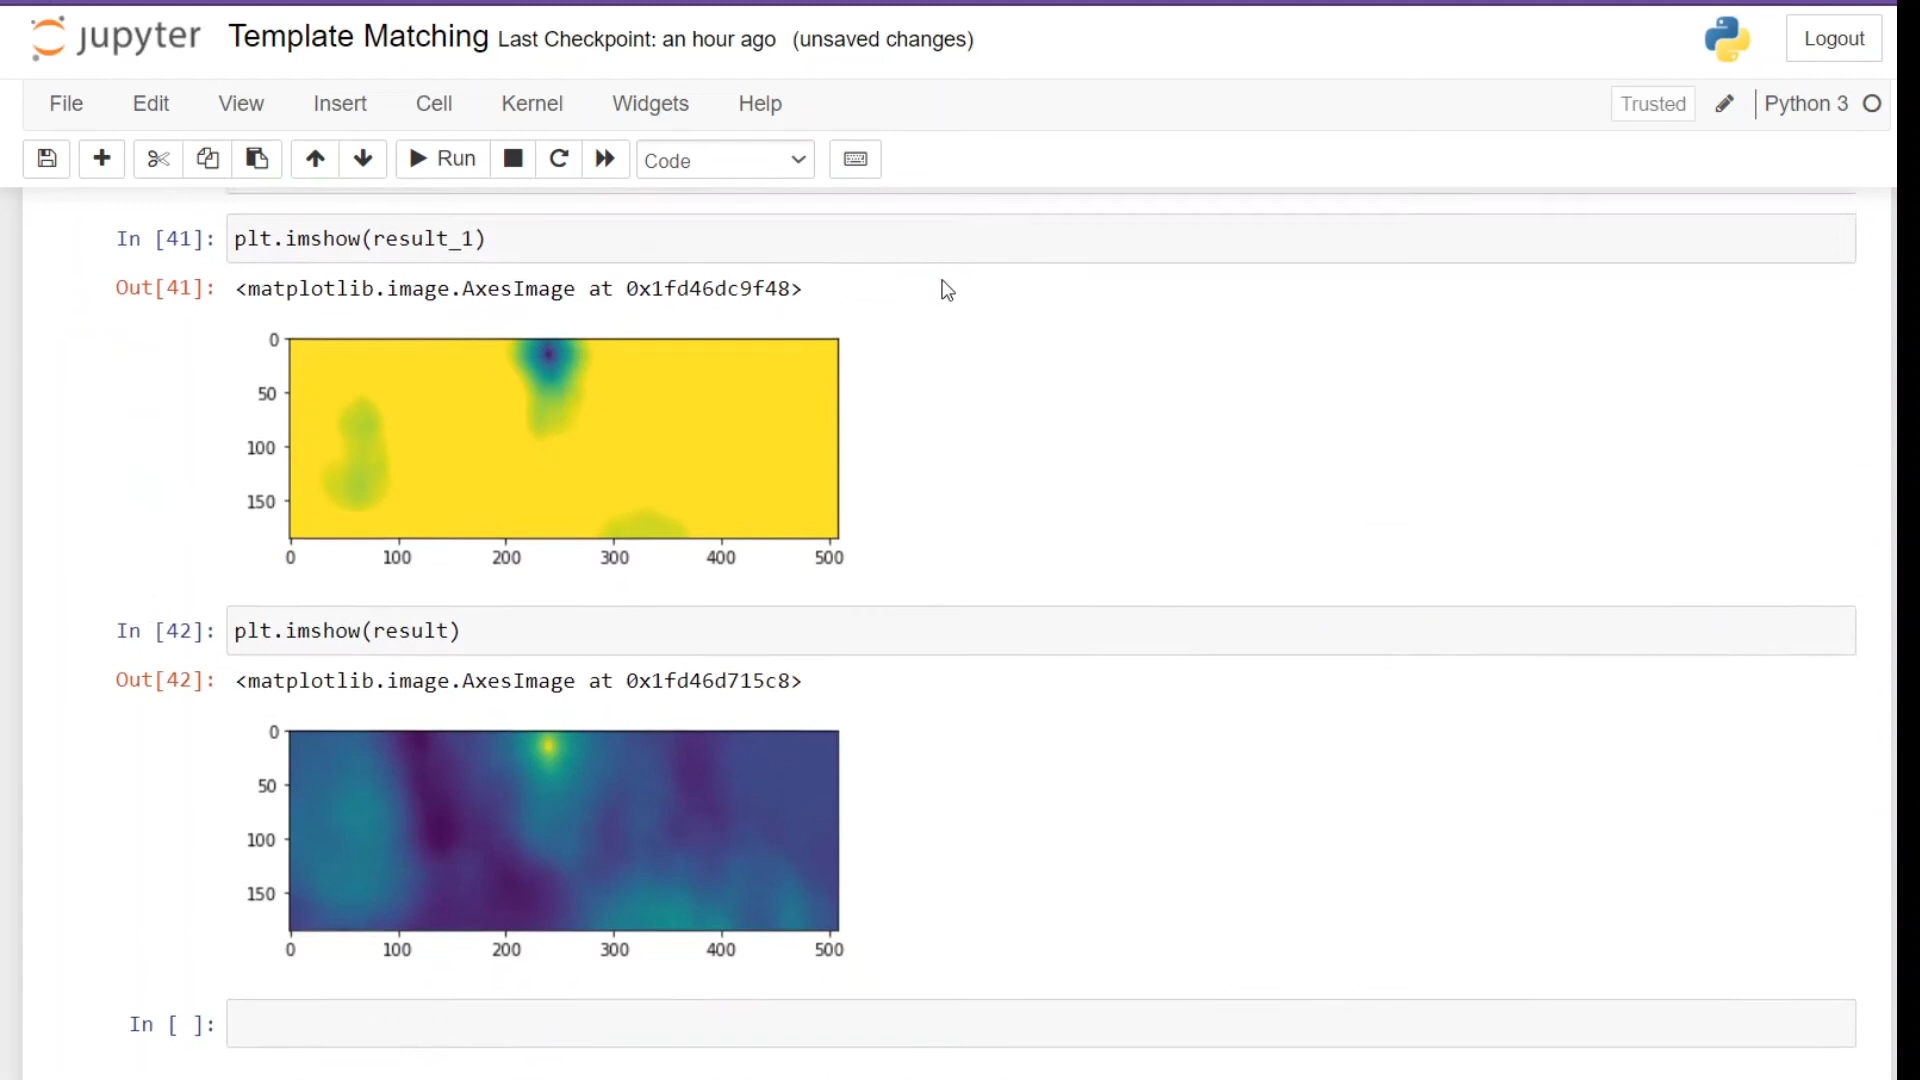 jupyter Template Matching Last Checkpoint: an hour ago (unsaved changes) Logout
File Edit View Insert Cell Kernel Widgets Help Trusted Python 3
Run Code
In [41]: plt.imshow(result_1)
Out[41]: <matplotlib.image.AxesImage at 0x1fd46dc9f48>
0
50
100
150
0 100 200 300 400 500
In [42]: plt.imshow(result)
Out[42]: <matplotlib.image.AxesImage at 0x1fd46d715c8>
0
50
100
150
0 100 200 300 400 500
In [ ]: